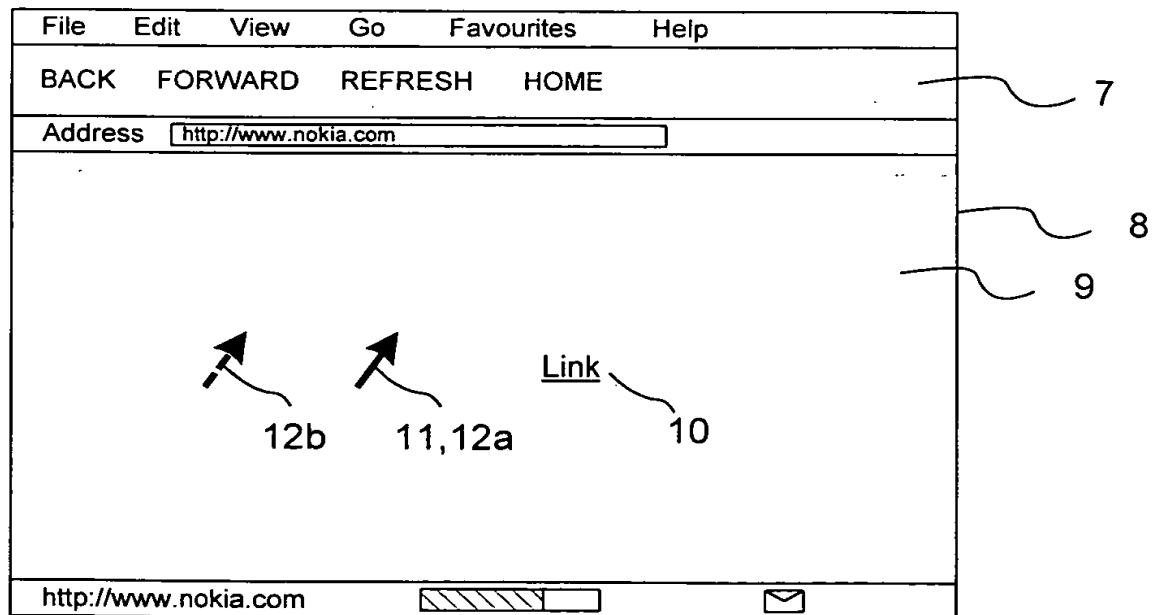 File Edit View Go Favourites Help
BACK FORWARD REFRESH HOME
7
Address http://www.nokia.com
8
9
Link
12b 11,12a 10
http://www.nokia.com